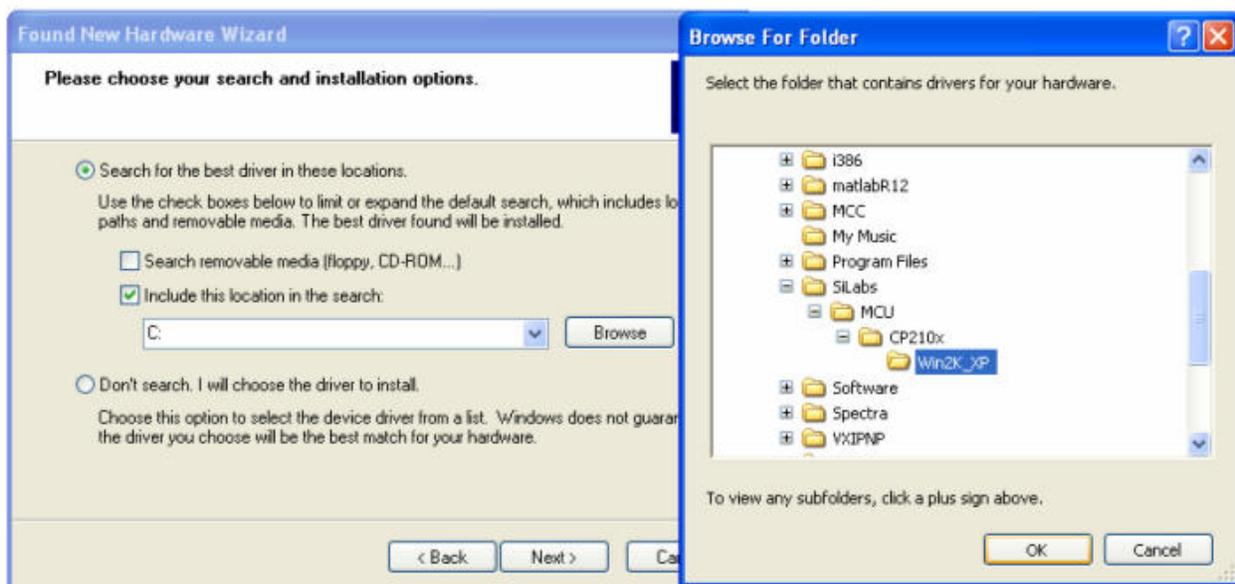 Found New Hardware Wizard
Please choose your search and installation options.
Search for the best driver in these locations.
Use the check boxes below to limit or expand the default search, which includes
paths and removable media. The best driver found will be installed.
Search removable media (floppy, CD-ROM...)
Include this location in the search:
C:
Browse
Don't search. I will choose the driver to install.
Choose this option to select the device driver from a list. Windows does not
the driver you choose will be the best match for your hardware.
< Back
Next >
Browse For Folder
Select the folder that contains drivers for your hardware.
i386
matlabR12
MCC
My Music
Program Files
SiLabs
MCU
CP210x
Win2K_XP
Software
Spectra
VXIPNP
To view any subfolders, click a plus sign above.
OK
Cancel